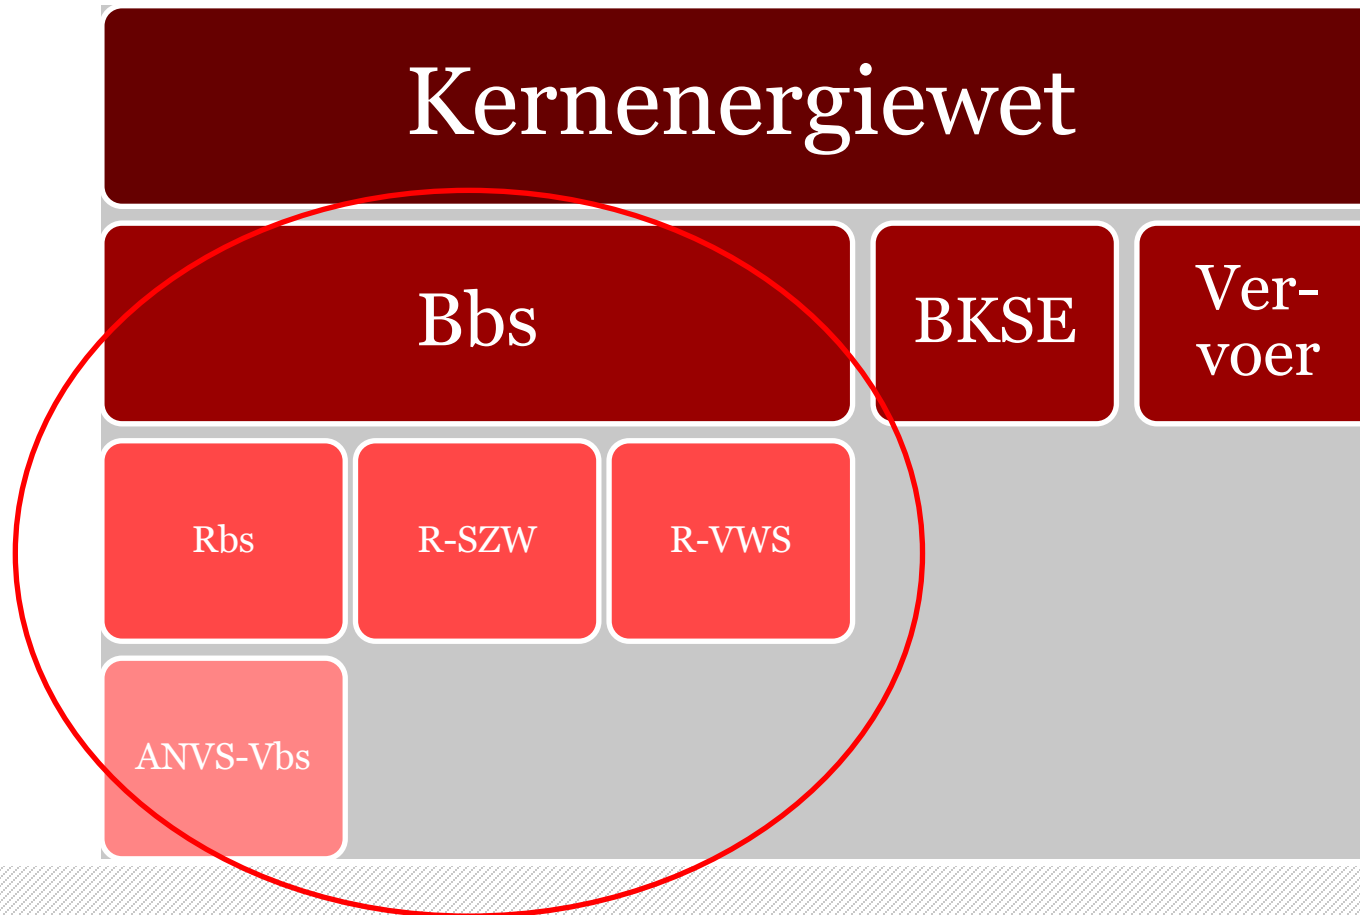 Kernenergiewet
Bbs
BKSE
Ver-
voer
Rbs
R-SZW
R-VWS
ANVS-Vbs